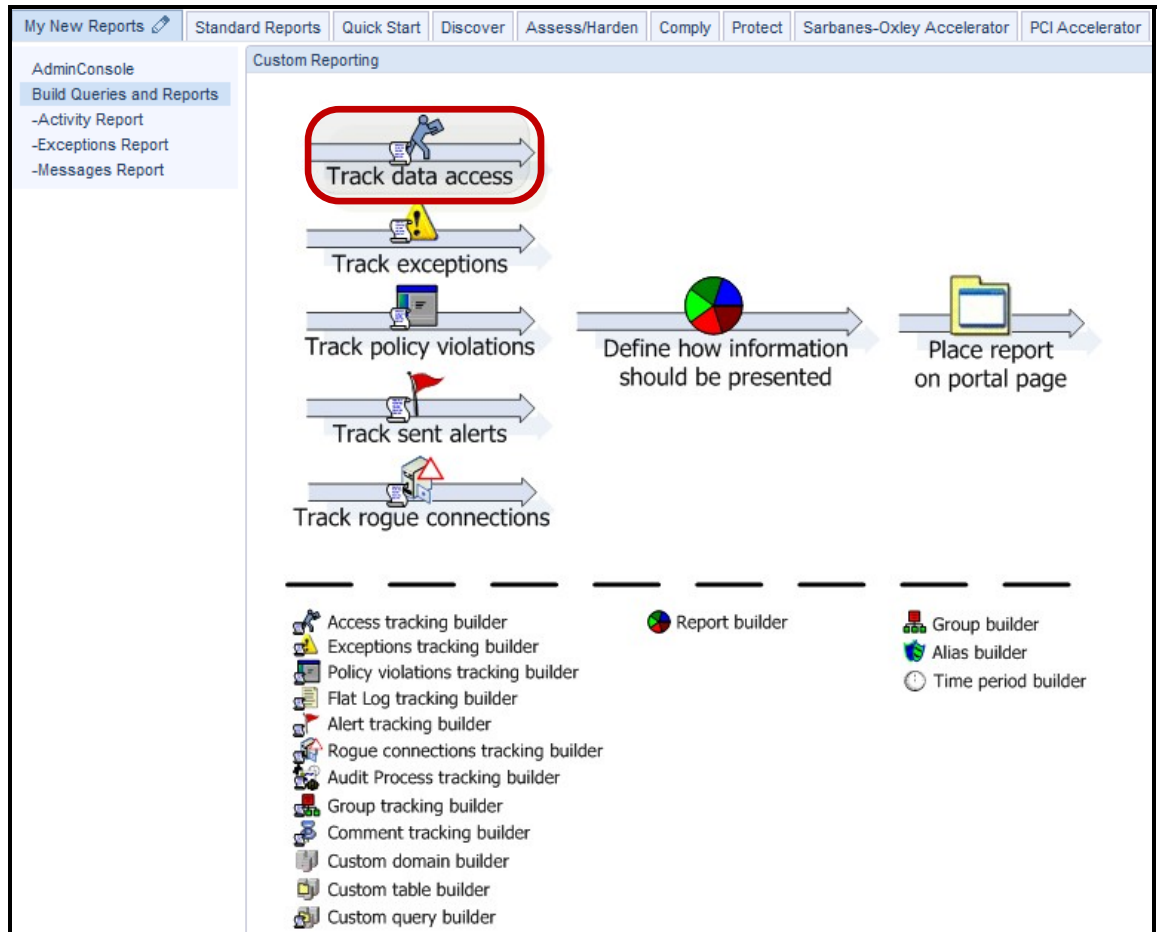 My New Reports
Standard Reports
Quick Start
Discover
Assess/Harden
Comply
Protect
Sarbanes-Oxley Accelerator
PCI Accelerator
AdminConsole
Build Queries and Reports
-Activity Report
-Exceptions Report
-Messages Report
Custom Reporting
Track data access
Track exceptions
Track policy violations
Track sent alerts
Track rogue connections
Define how information
should be presented
Place report
on portal page
Access tracking builder
Exceptions tracking builder
Policy violations tracking builder
Flat Log tracking builder
Alert tracking builder
Rogue connections tracking builder
Audit Process tracking builder
Group tracking builder
Comment tracking builder
Custom domain builder
Custom table builder
Custom query builder
Report builder
Group builder
Alias builder
Time period builder